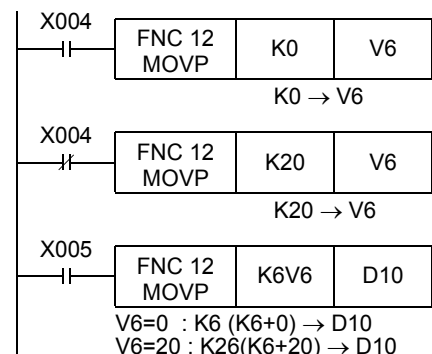 X004
FNC 12
MOVP K0 V6
K0 → V6
X004
FNC 12
MOVP K20 V6
K20 → V6
X005
FNC 12
MOVP K6V6 D10
V6=0 : K6 (K6+0) → D10
V6=20 : K26(K6+20) → D10